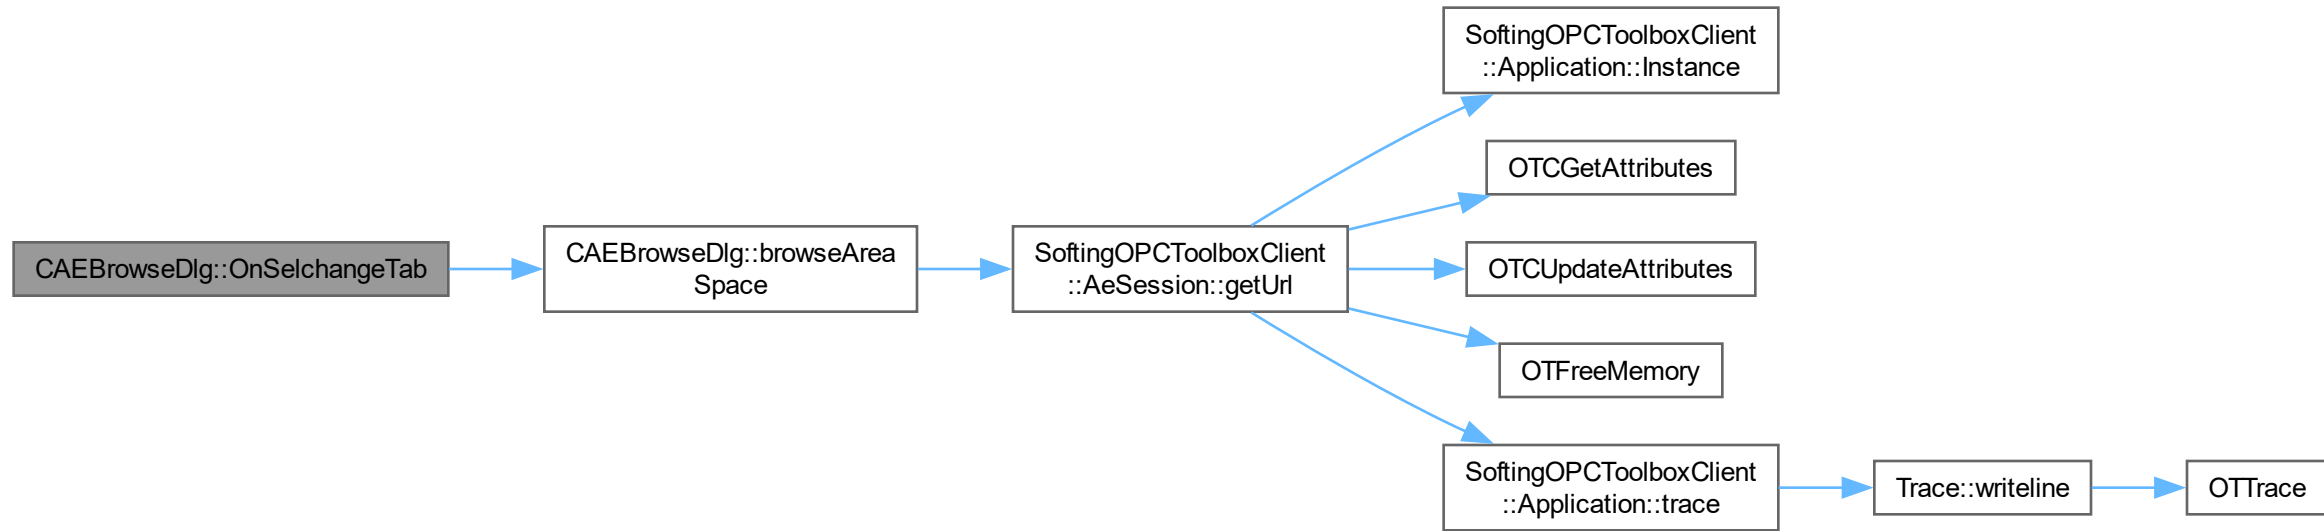 CAEBrowseDlg::OnSelchangeTab
CAEBrowseDlg::browseArea
Space
SoftingOPCToolboxClient
::AeSession::getUrl
SoftingOPCToolboxClient
::Application::Instance
OTCGetAttributes
OTCUpdateAttributes
OTFreeMemory
SoftingOPCToolboxClient
::Application::trace
Trace::writeline
OTTrace